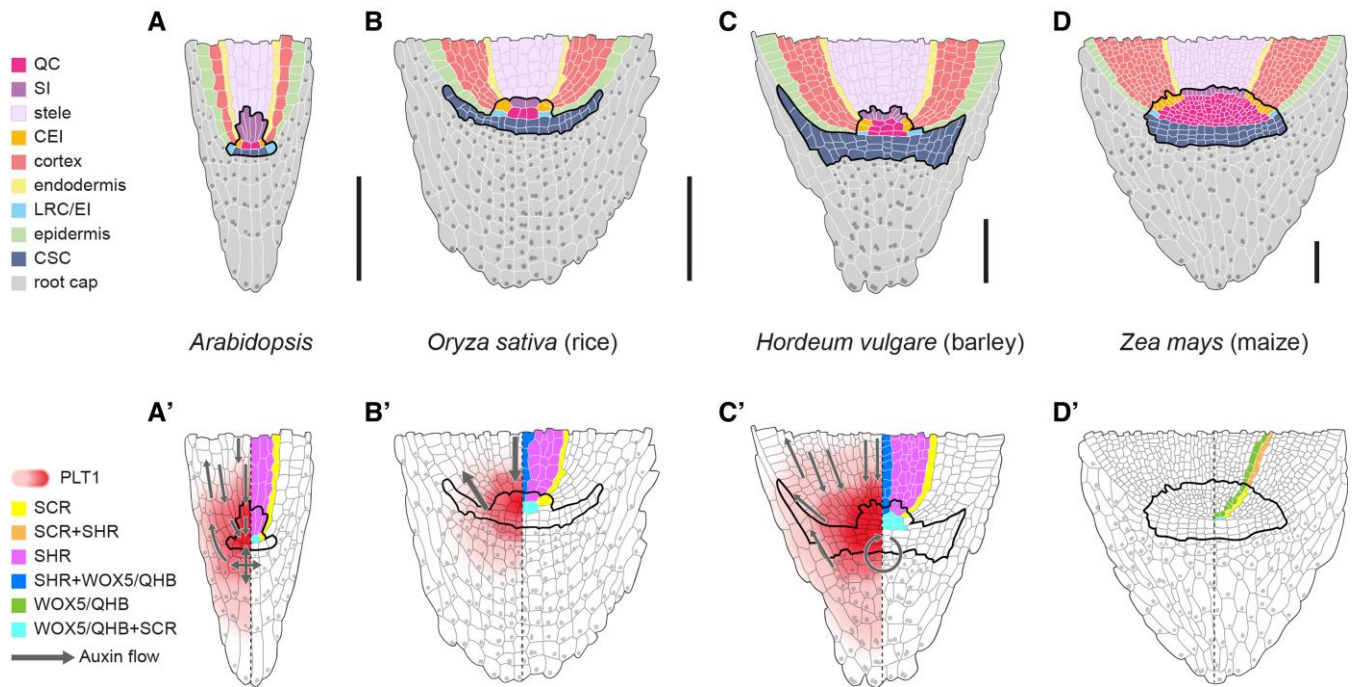 A
B
C
D
QC
SI
stele
CEI
cortex
endodermis
LRC/EI
epidermis
CSC
root cap
Arabidopsis
Oryza sativa (rice)
Hordeum vulgare (barley)
Zea mays (maize)
A'
B'
C'
D'
PLT1
SCR
SCR+SHR
SHR
SHR+WOX5/QHB
WOX5/QHB
WOX5/QHB+SCR
Auxin flow